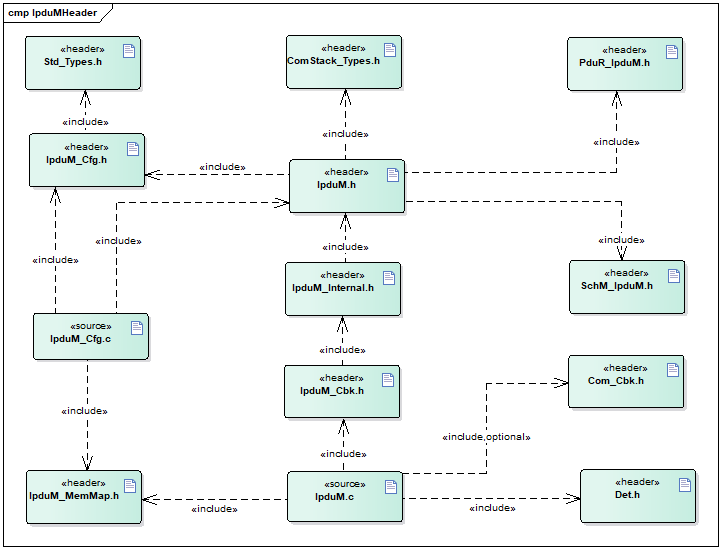 cmp IpduMHeader
«header»
Std_Types.h
«header»
ComStack_Types.h
«header»
PduR_IpduM.h
«include»
«include»
«include»
«header»
IpduM_Cfg.h
«include»
«header»
IpduM.h
«include»
«include»
«include»
«include»
«header»
IpduM_Internal.h
«header»
SchM_IpduM.h
«source»
IpduM_Cfg.c
«include»
«header»
IpduM_Cbk.h
«header»
Com_Cbk.h
«include»
«include»
«include,optional»
«header»
IpduM_MemMap.h
«include»
«source»
IpduM.c
«include»
«header»
Det.h